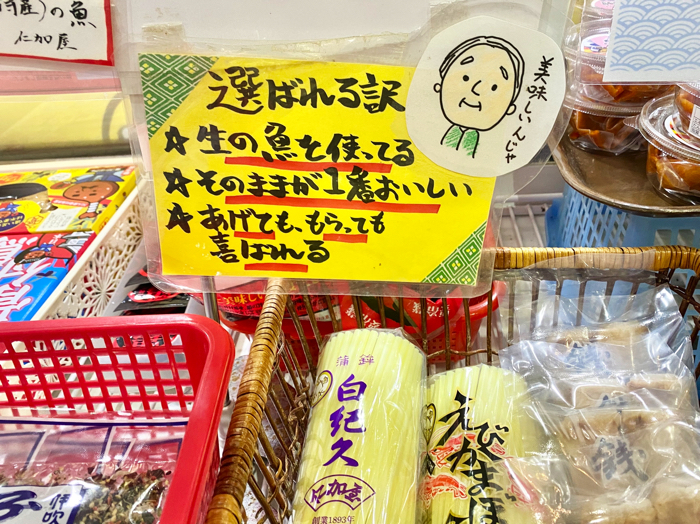 の魚
仁加屋
選ばれる訳
☆生の魚を使ってる
☆そのままが1番おいしい
☆あげても、もらっても
喜ばれる
美味しいんじゃ
蒲鉾
白紀久
仁加屋
創業1893年
えびかまぼ
伊吹